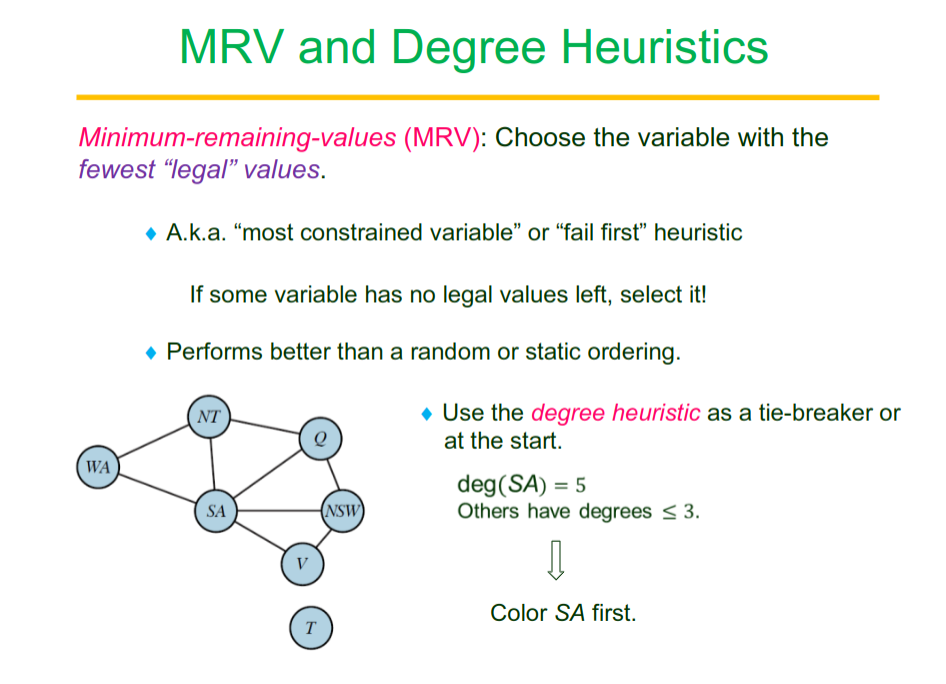 MRV and Degree Heuristics
Minimum-remaining-values (MRV): Choose the variable with the
fewest “legal” values.
♦ A.k.a. “most constrained variable” or “fail first” heuristic
If some variable has no legal values left, select it!
♦ Performs better than a random or static ordering.
NT
Q
WA
SA
NSW
V
T
♦ Use the degree heuristic as a tie-breaker or
at the start.
deg(SA) = 5
Others have degrees ≤ 3.
Color SA first.